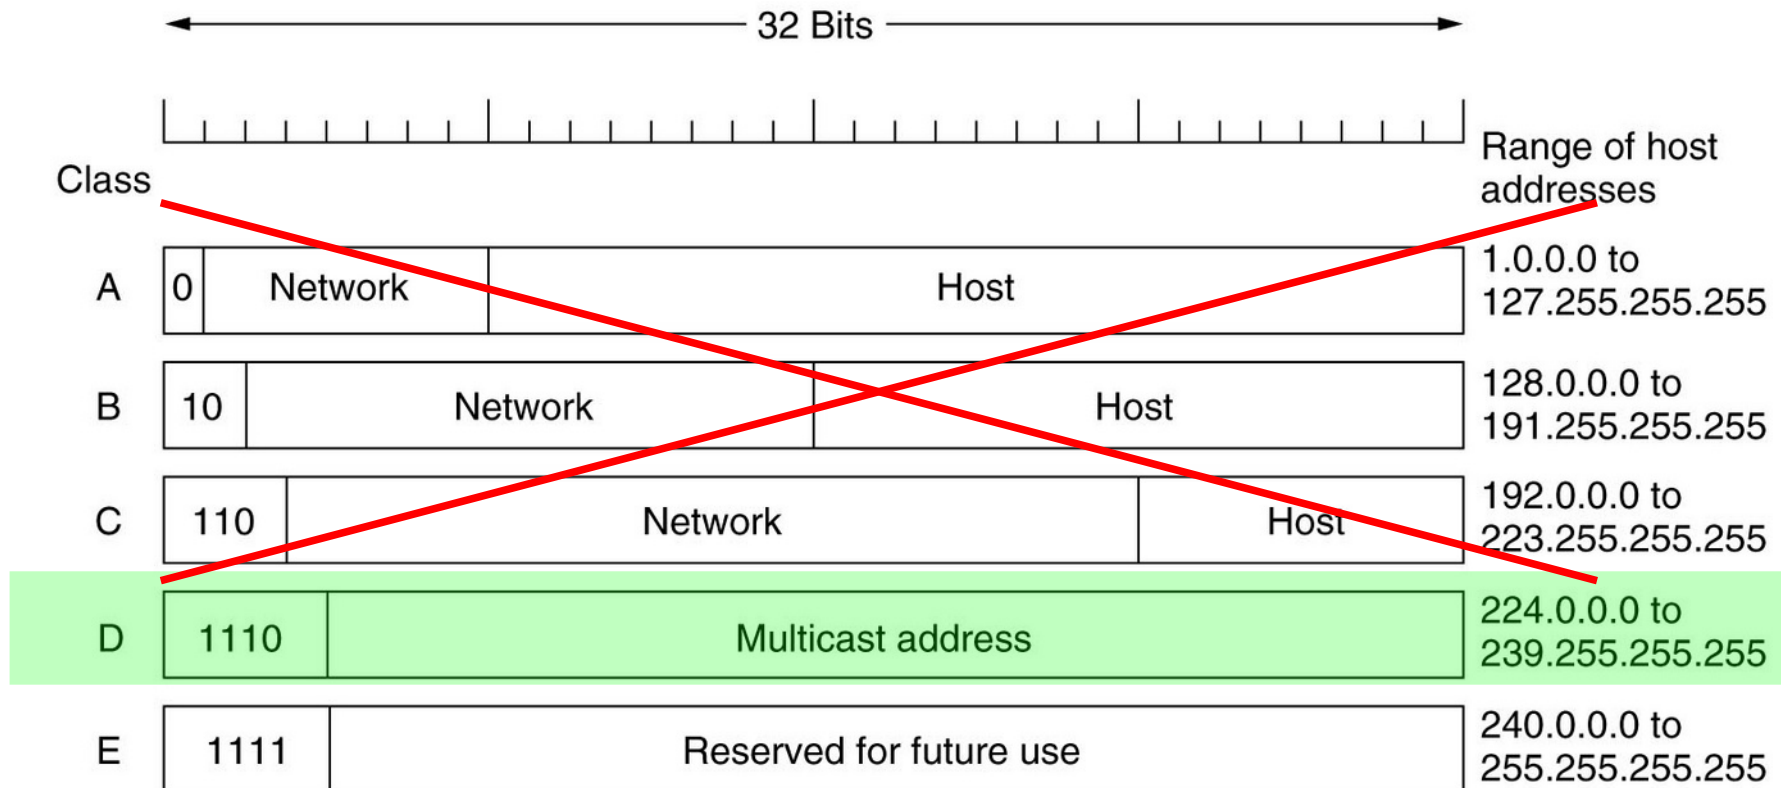 32 Bits
Range of host
addresses
Class
A 0 Network Host 1.0.0.0 to
127.255.255.255
B 10 Network Host 128.0.0.0 to
191.255.255.255
C 110 Network Host 192.0.0.0 to
223.255.255.255
D 1110 Multicast address 224.0.0.0 to
239.255.255.255
E 1111 Reserved for future use 240.0.0.0 to
255.255.255.255